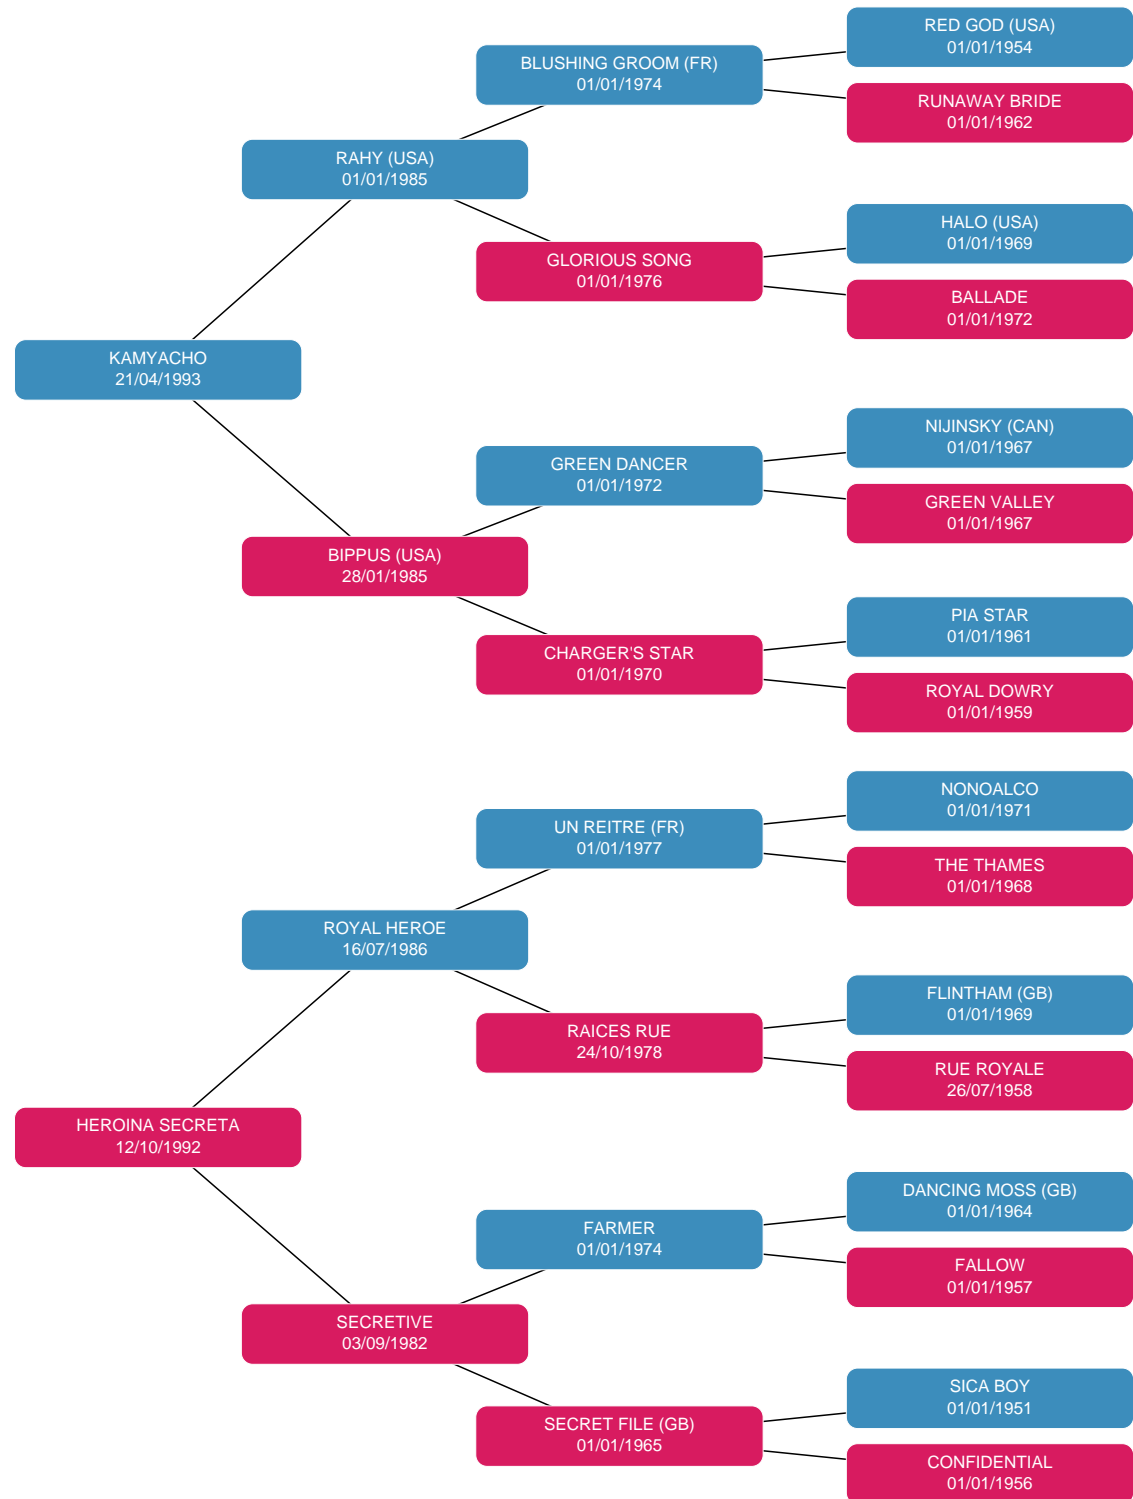 RED GOD (USA)
01/01/1954
BLUSHING GROOM (FR)
01/01/1974
RUNAWAY BRIDE
01/01/1962
RAHY (USA)
01/01/1985
HALO (USA)
01/01/1969
GLORIOUS SONG
01/01/1976
BALLADE
01/01/1972
KAMYACHO
21/04/1993
NIJINSKY (CAN)
01/01/1967
GREEN DANCER
01/01/1972
GREEN VALLEY
01/01/1967
BIPPUS (USA)
28/01/1985
PIA STAR
01/01/1961
CHARGER'S STAR
01/01/1970
ROYAL DOWRY
01/01/1959
NONOALCO
01/01/1971
UN REITRE (FR)
01/01/1977
THE THAMES
01/01/1968
ROYAL HEROE
16/07/1986
FLINTHAM (GB)
01/01/1969
RAICES RUE
24/10/1978
RUE ROYALE
26/07/1958
HEROINA SECRETA
12/10/1992
DANCING MOSS (GB)
01/01/1964
FARMER
01/01/1974
FALLOW
01/01/1957
SECRETIVE
03/09/1982
SICA BOY
01/01/1951
SECRET FILE (GB)
01/01/1965
CONFIDENTIAL
01/01/1956